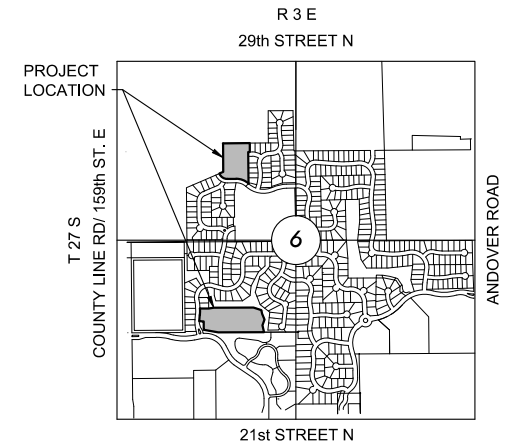 R 3 E
29th STREET N
PROJECT
LOCATION
T 27 S
COUNTY LINE RD/ 159th ST. E
6
ANDOVER ROAD
21st STREET N